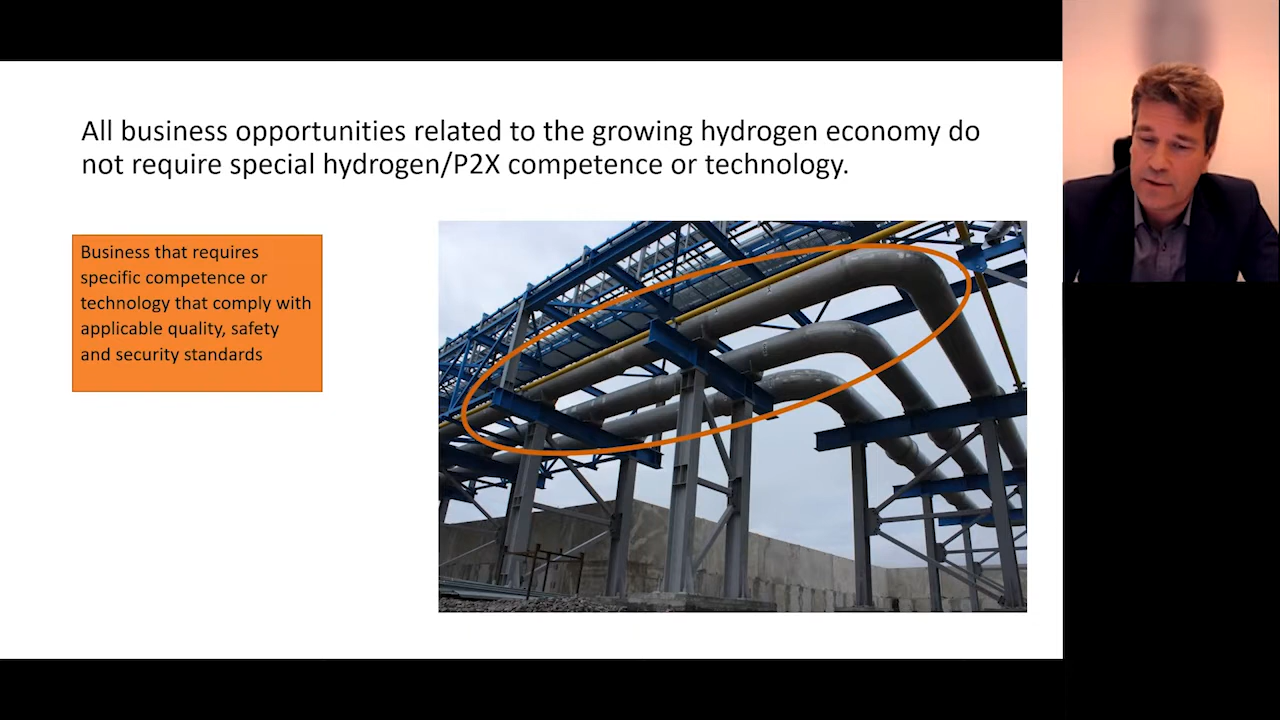 All business opportunities related to the growing hydrogen economy do
not require special hydrogen/P2X competence or technology.
Business that requires
specific competence or
technology that comply with
applicable quality, safety
and security standards